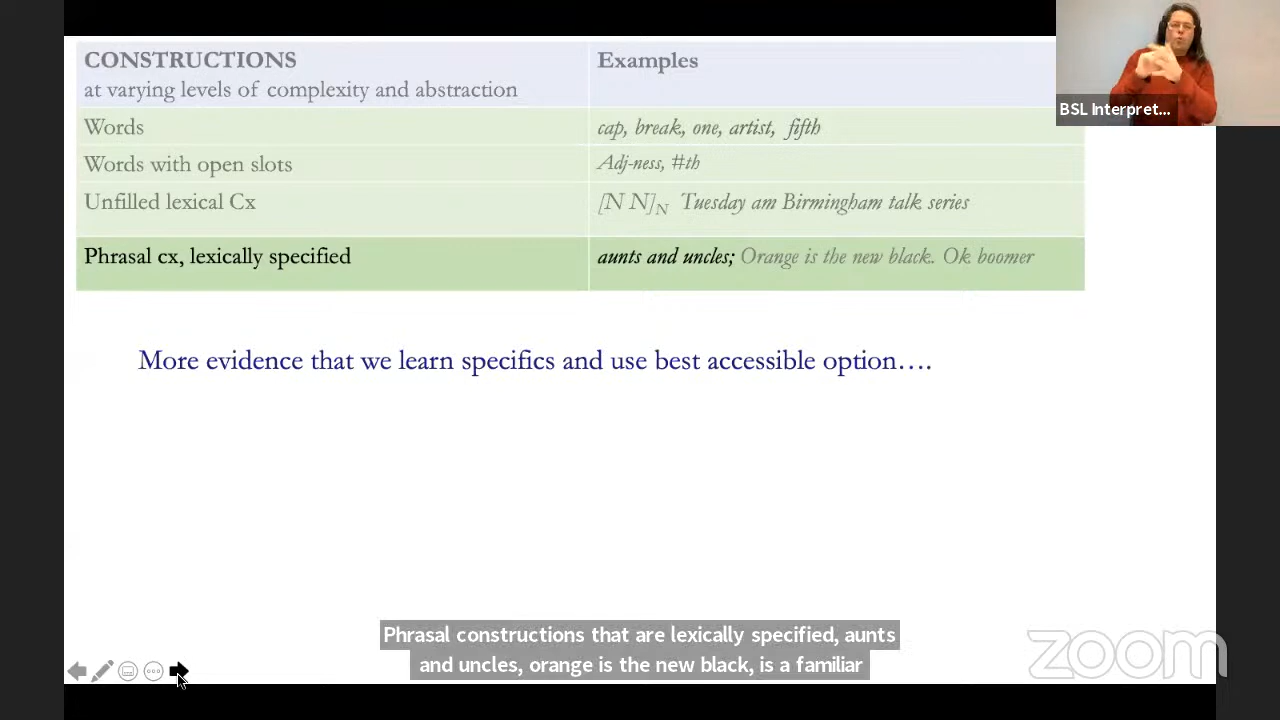 CONSTRUCTIONS
at varying levels of complexity and abstraction
Examples
Words
cap, break, one, artist, fifth
Words with open slots
Adj-ness, #th
Unfilled lexical Cx
[N N]N Tuesday am Birmingham talk series
Phrasal cx, lexically specified
aunts and uncles; Orange is the new black. Ok boomer
BSL Interpret...
More evidence that we learn specifics and use best accessible option….
Phrasal constructions that are lexically specified, aunts
and uncles, orange is the new black, is a familiar
zoom